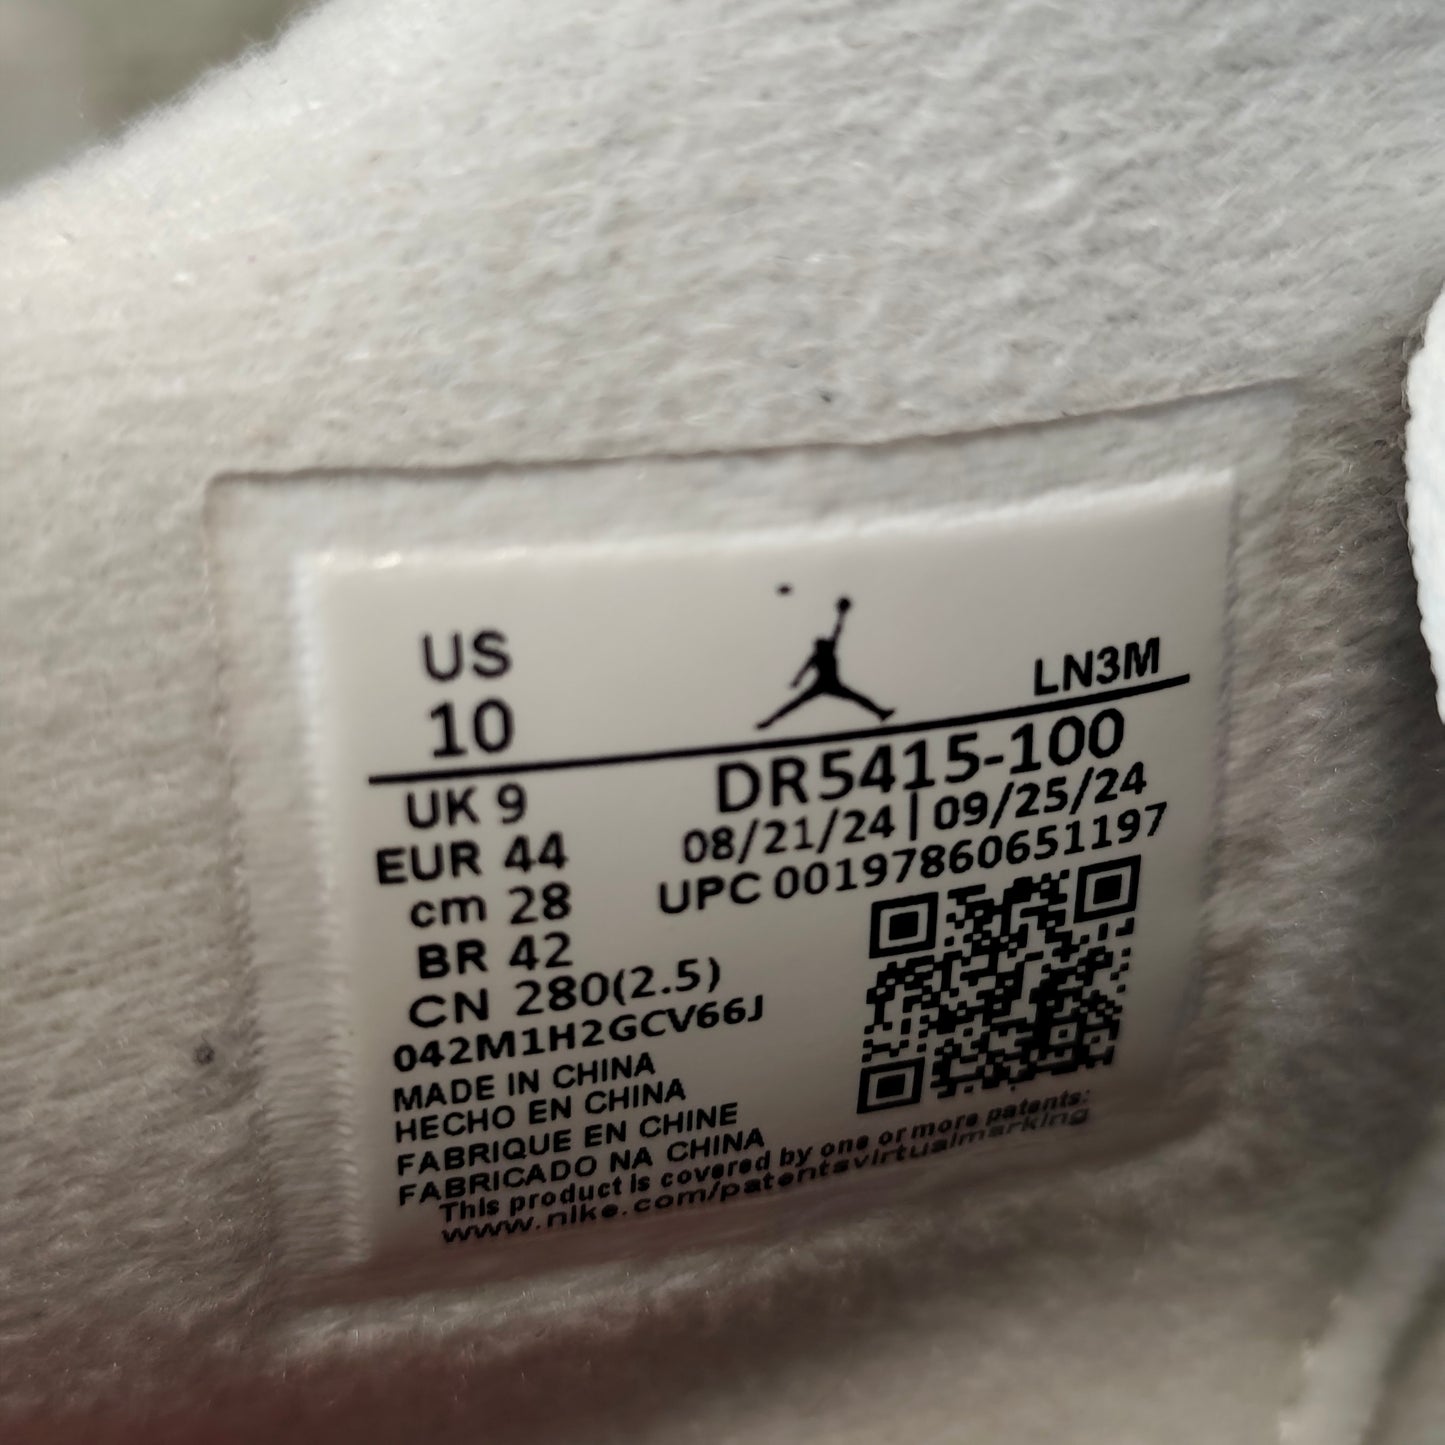 US
10
LN3M
UK 9
EUR 44
cm 28
BR 42
CN 280(2.5)
DR5415-100
08/21/24 | 09/25/24
UPC 00197860651197
042M1H2GCV66J
MADE IN CHINA
HECHO EN CHINA
FABRIQUE EN CHINE
FABRICADO NA CHINA
This product is covered by one or more patents:
www.nike.com/patentsvirtualmarking